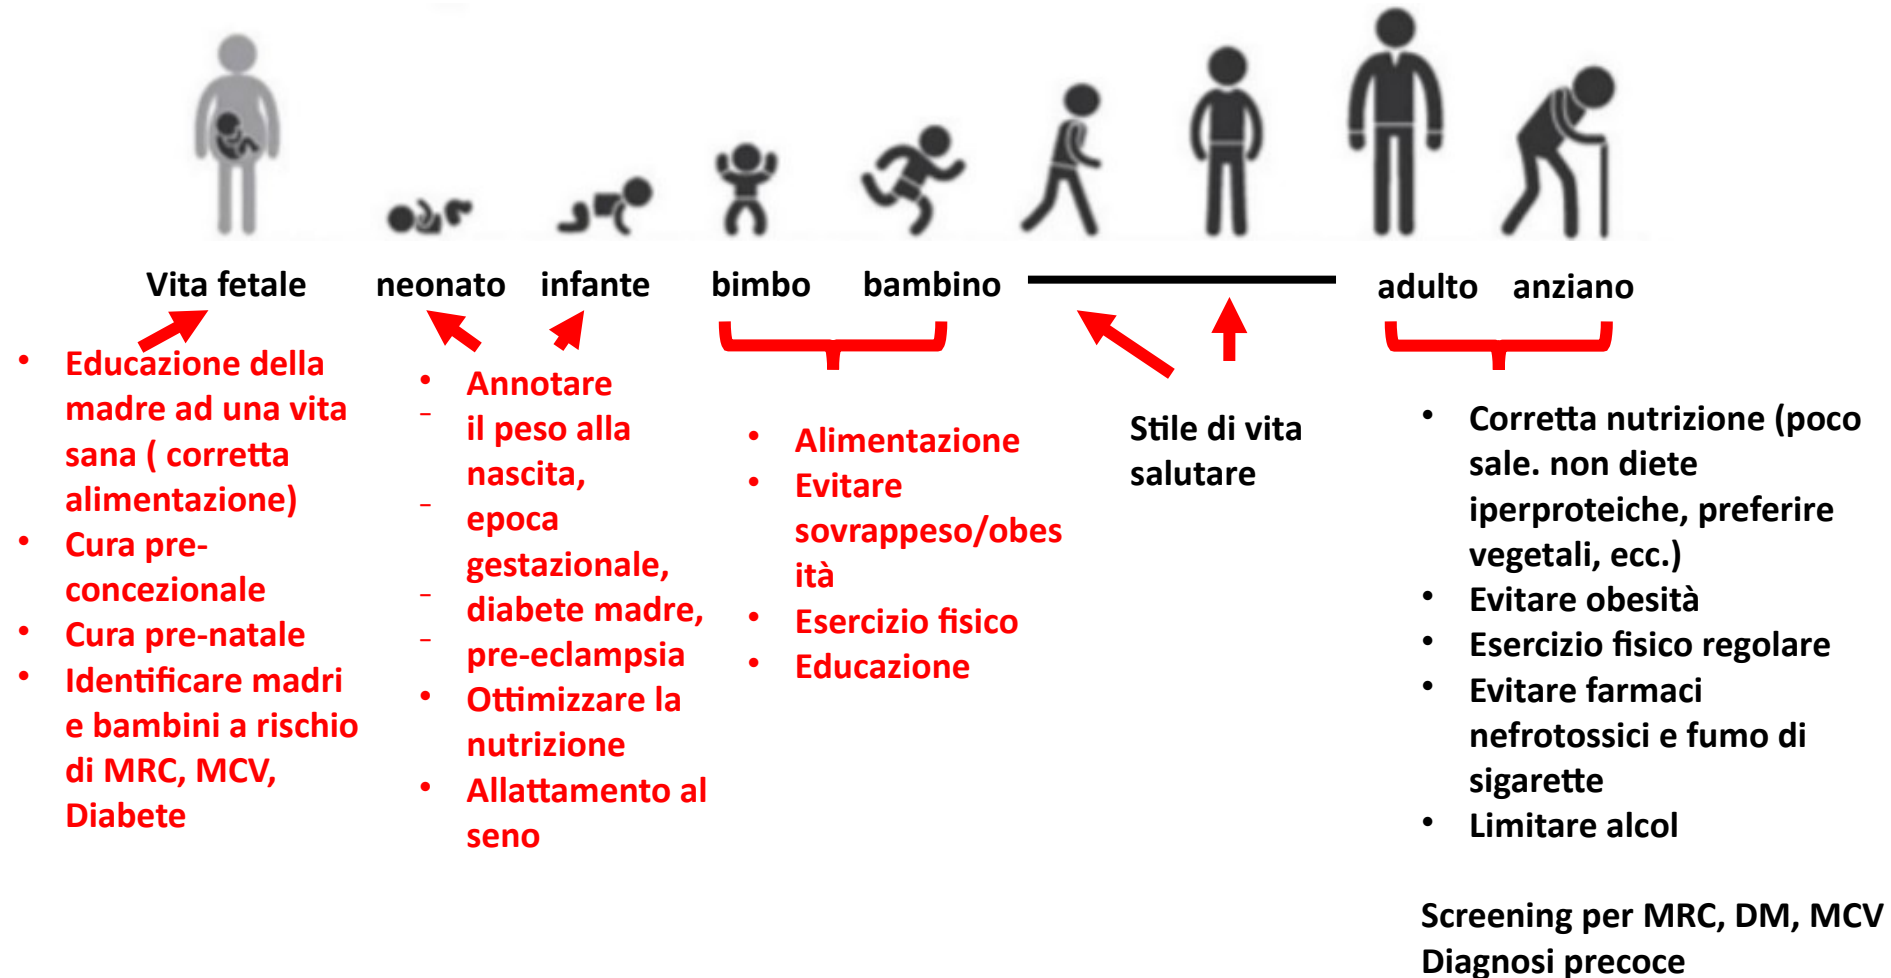 Vita fetale
neonato
infante
bimbo
bambino
adulto
anziano
• Educazione della
madre ad una vita
sana ( corretta
alimentazione)
• Cura pre-
concezionale
• Cura pre-natale
• Identificare madri
e bambini a rischio
di MRC, MCV,
Diabete
• Annotare
- il peso alla
nascita,
- epoca
gestazionale,
- diabete madre,
- pre-eclampsia
• Ottimizzare la
nutrizione
• Allattamento al
seno
• Alimentazione
• Evitare
sovrappeso/obes
ità
• Esercizio fisico
• Educazione
Stile di vita
salutare
• Corretta nutrizione (poco
sale. non diete
iperproteiche, preferire
vegetali, ecc.)
• Evitare obesità
• Esercizio fisico regolare
• Evitare farmaci
nefrotossici e fumo di
sigarette
• Limitare alcol
Screening per MRC, DM, MCV
Diagnosi precoce